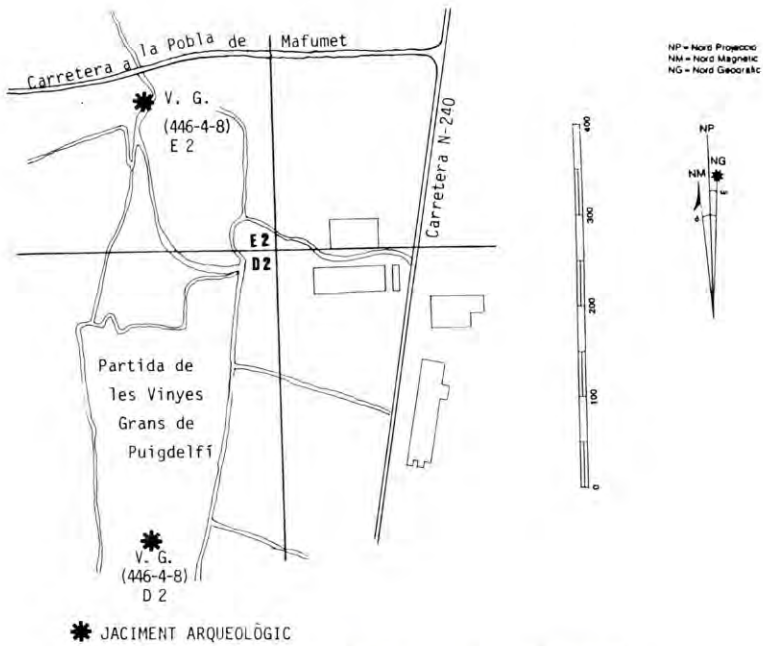 Carretera a la Pobla de Mafumet
V. G.
(446-4-8)
E 2
Carretera N-240
E2
D2
Partida de
les Vinyes
Grans de
Puigdelfí
V. G.
(446-4-8)
D 2
JACIMENT ARQUEOLÒGIC
400
300
200
100
0
NP = Nord Projecció
NM = Nord Magnetic
NG = Nord Geografic
NP
NG
NM